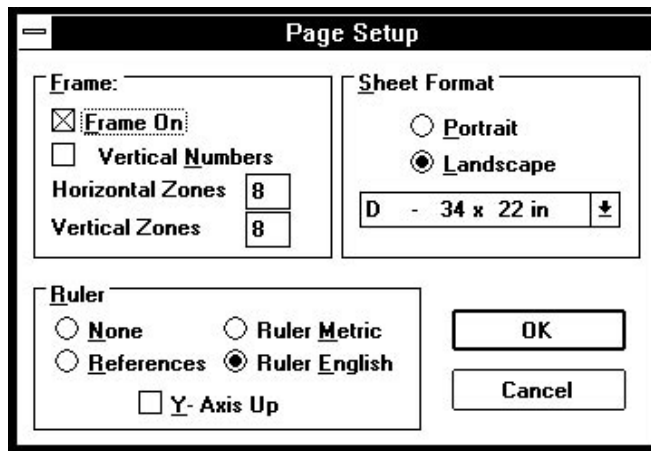 Page Setup
Frame:
Frame On
Vertical Numbers
Horizontal Zones 8
Vertical Zones 8
Sheet Format
Portrait
Landscape
D - 34 x 22 in
Ruler
None
Ruler Metric
References
Ruler English
Y- Axis Up
OK
Cancel